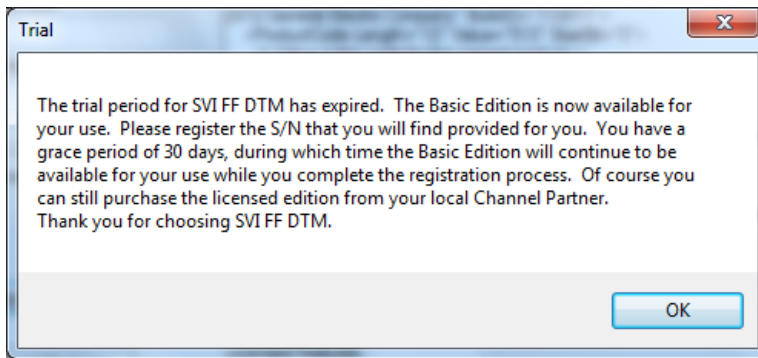 Trial
The trial period for SVI FF DTM has expired.  The Basic Edition is now available for
your use.  Please register the S/N that you will find provided for you.  You have a
grace period of 30 days, during which time the Basic Edition will continue to be
available for your use while you complete the registration process.  Of course you
can still purchase the licensed edition from your local Channel Partner.
Thank you for choosing SVI FF DTM.
OK